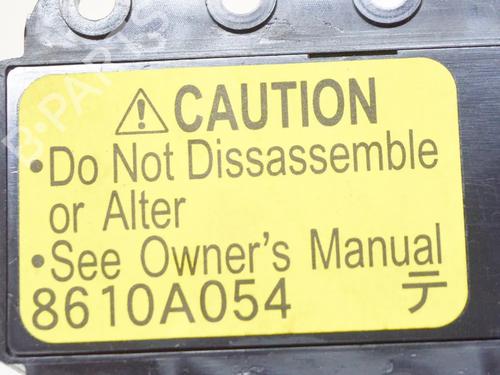 ⚠ CAUTION
•Do Not Dissassemble
or Alter
•See Owner's Manual
8610A054 テ
B-PARTS